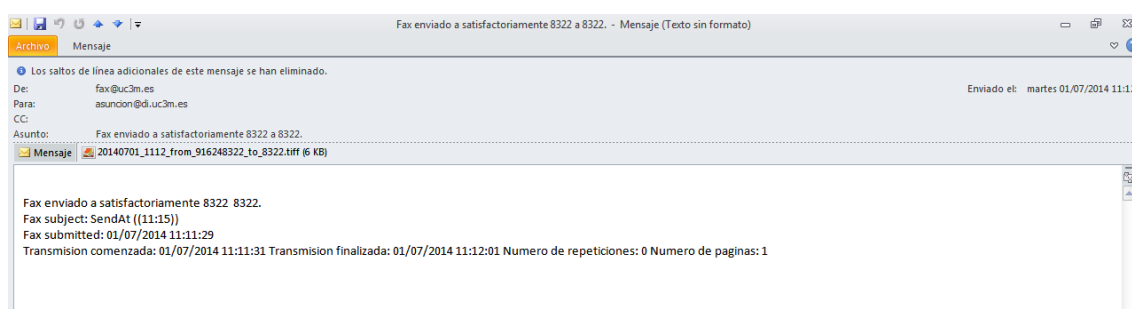 Fax enviado a satisfactoriamente 8322 a 8322. - Mensaje (Texto sin formato)
Archivo Mensaje
Los saltos de línea adicionales de este mensaje se han eliminado.
De: fax@uc3m.es Enviado el: martes 01/07/2014 11:1
Para: asuncion@di.uc3m.es
CC:
Asunto: Fax enviado a satisfactoriamente 8322 a 8322.
Mensaje 20140701_1112_from_916248322_to_8322.tiff (6 KB)
Fax enviado a satisfactoriamente 8322 8322.
Fax subject: SendAt ((11:15))
Fax submitted: 01/07/2014 11:11:29
Transmision comenzada: 01/07/2014 11:11:31 Transmision finalizada: 01/07/2014 11:12:01 Numero de repeticiones: 0 Numero de paginas: 1